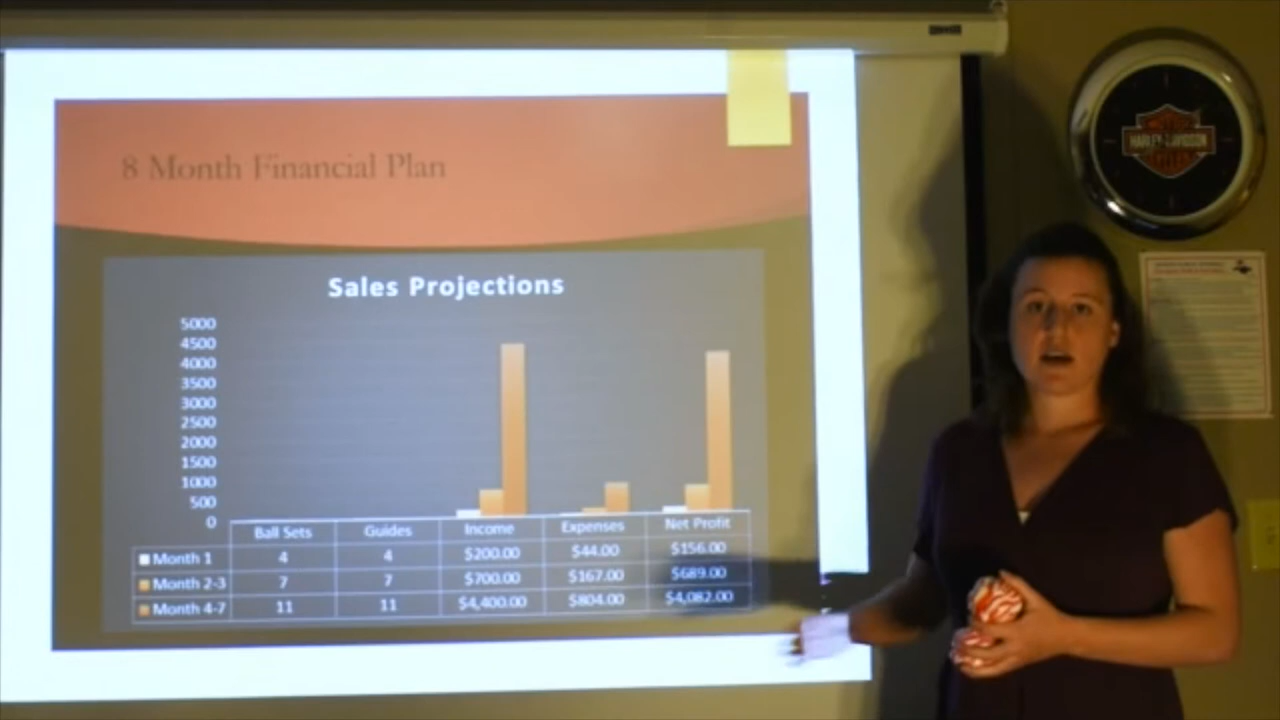 8 Month Financial Plan
Sales Projections
5000
4500
4000
3500
3000
2500
2000
1500
1000
500
0
Ball Sets Guides Income Expenses Net Profit
Month 1 4 4 $200.00 $44.00 $156.00
Month 2-3 7 7 $700.00 $167.00 $689.00
Month 4-7 11 11 $4,400.00 $804.00 $4,082.00
HARLEY-DAVIDSON